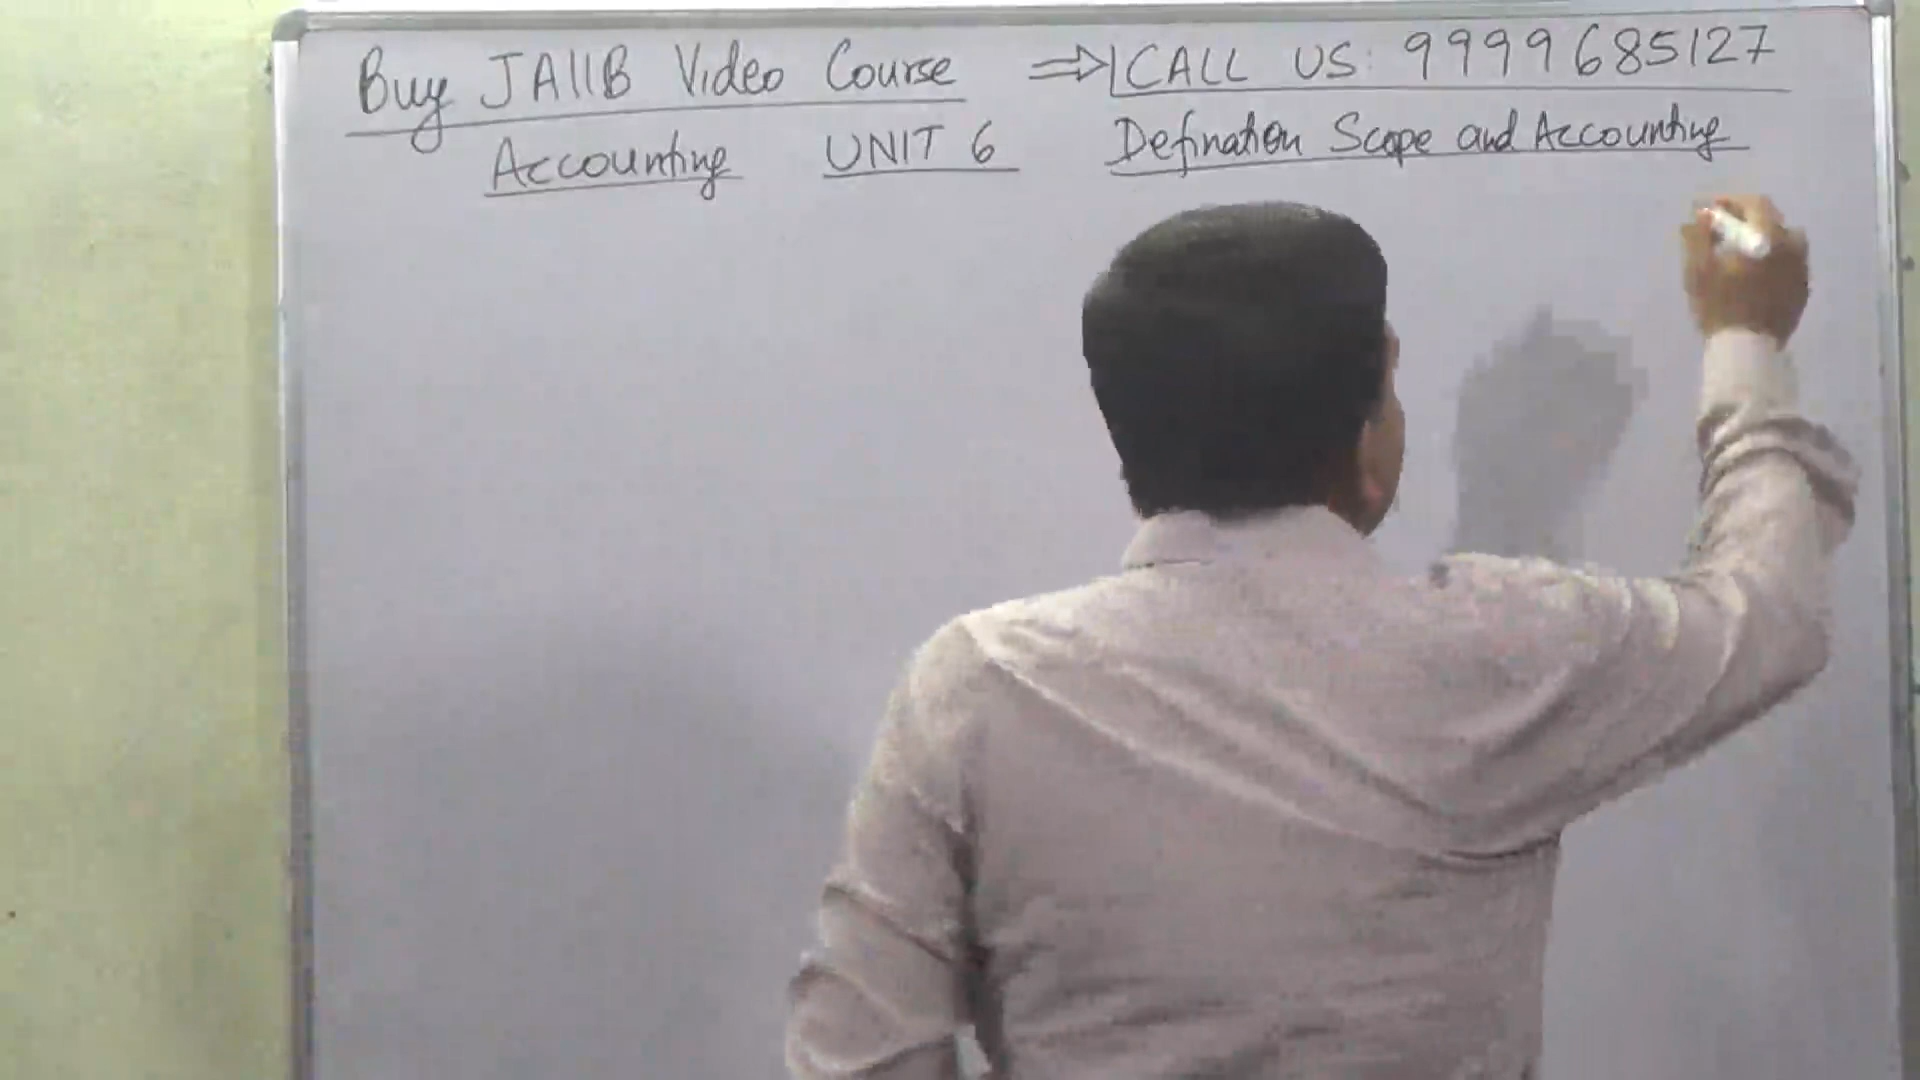 Buy JAIIB Video Course ⇒ CALL US: 9999685127
Accounting UNIT 6 Defination Scope and Accounting